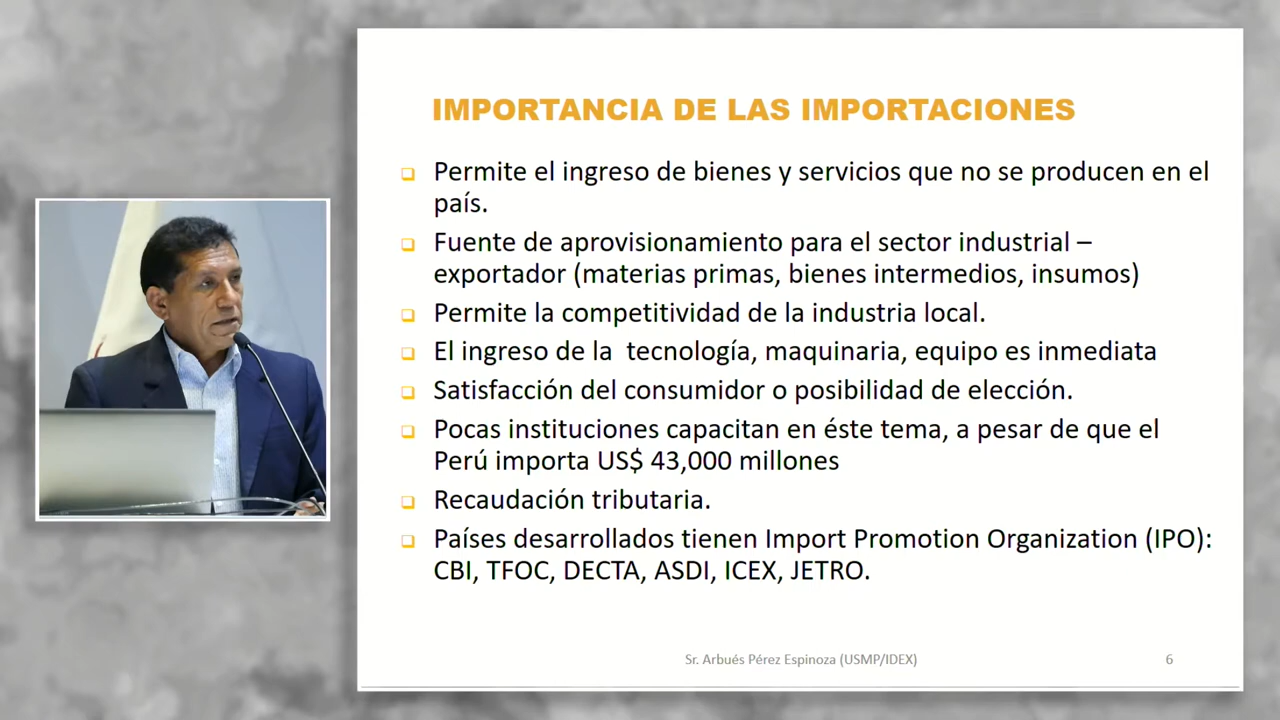 IMPORTANCIA DE LAS IMPORTACIONES
❑ Permite el ingreso de bienes y servicios que no se producen en el
país.
❑ Fuente de aprovisionamiento para el sector industrial –
exportador (materias primas, bienes intermedios, insumos)
❑ Permite la competitividad de la industria local.
❑ El ingreso de la  tecnología, maquinaria, equipo es inmediata
❑ Satisfacción del consumidor o posibilidad de elección.
❑ Pocas instituciones capacitan en éste tema, a pesar de que el
Perú importa US$ 43,000 millones
❑ Recaudación tributaria.
❑ Países desarrollados tienen Import Promotion Organization (IPO):
CBI, TFOC, DECTA, ASDI, ICEX, JETRO.
Sr. Arbués Pérez Espinoza (USMP/IDEX)
6